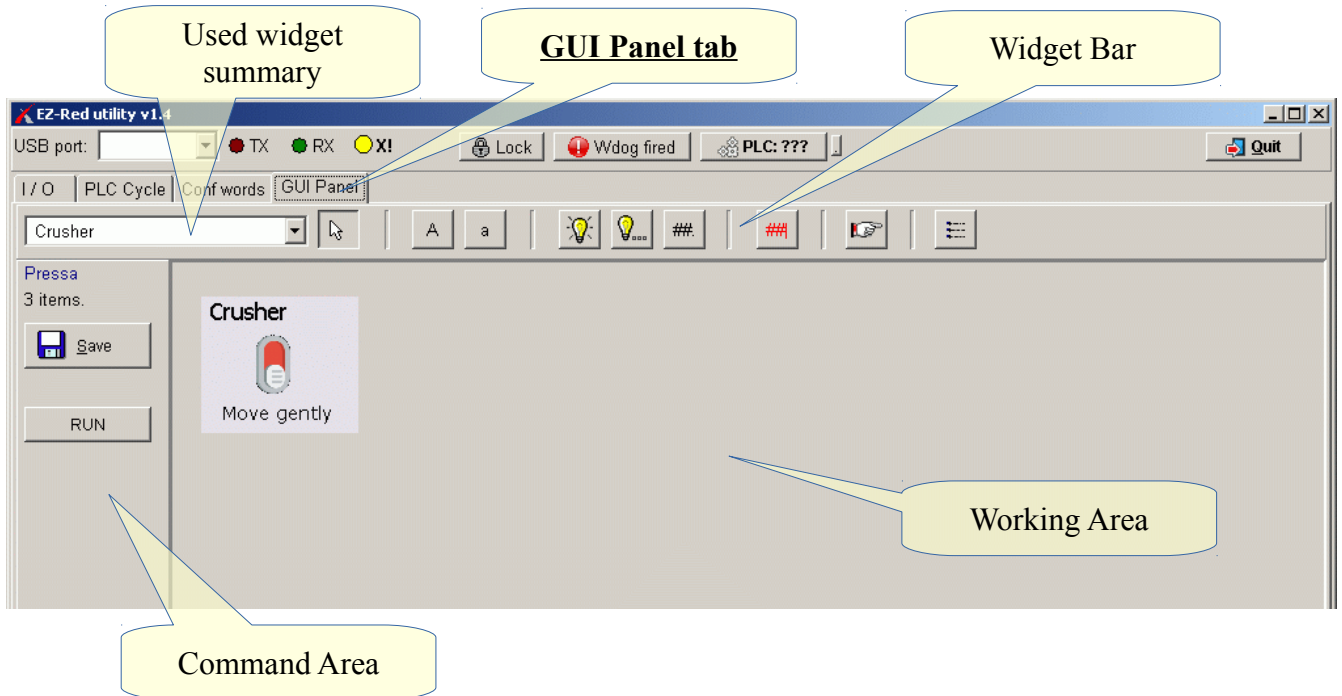 Used widget
summary
GUI Panel tab
Widget Bar
EZ-Red utility v1.4
USB port:
TX
RX
X!
Lock
Wdog fired
PLC: ???
.
Quit
I / O
PLC Cycle
Conf words
GUI Panel
Crusher
A
a
##.
##
Pressa
3 items.
Save
RUN
Crusher
Move gently
Working Area
Command Area